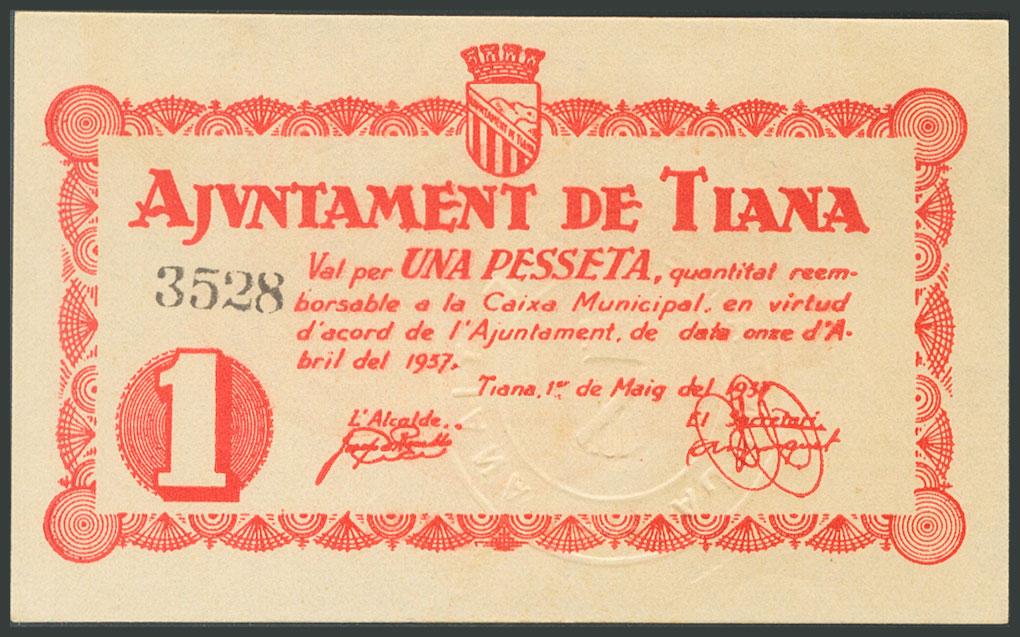 AJVNTAMENT DE TIANA
3528
Val per UNA PESSETA, quantitat reem-
borsable a la Caixa Municipal, en virtud
d'acord de l'Ajuntament, de data onze d'A-
bril del 1937.
Tiana, 1er de Maig del 1937
L'Alcalde.
El Secretari,
1